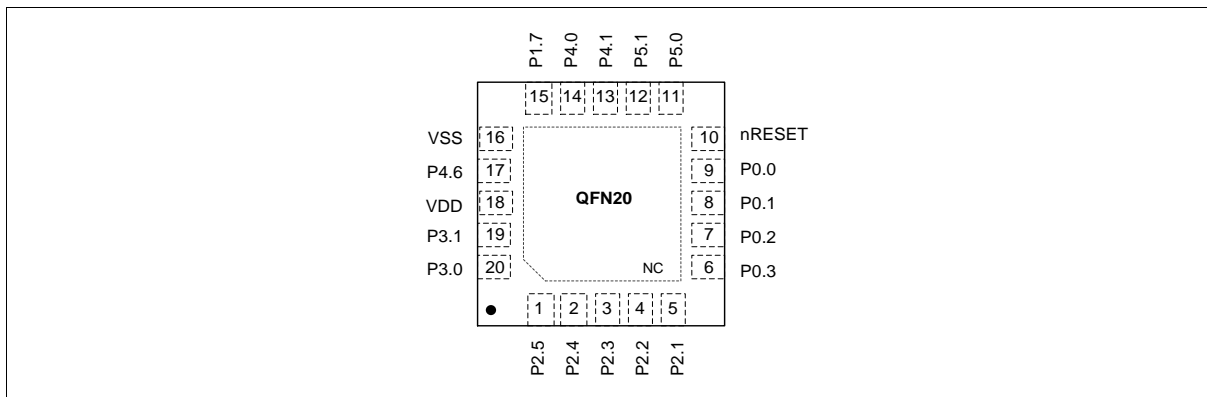 P1.7
P4.0
P4.1
P5.1
P5.0
15
14
13
12
11
VSS
16
10
nRESET
P4.6
17
9
P0.0
VDD
18
QFN20
8
P0.1
P3.1
19
7
P0.2
P3.0
20
NC
6
P0.3
1
2
3
4
5
P2.5
P2.4
P2.3
P2.2
P2.1